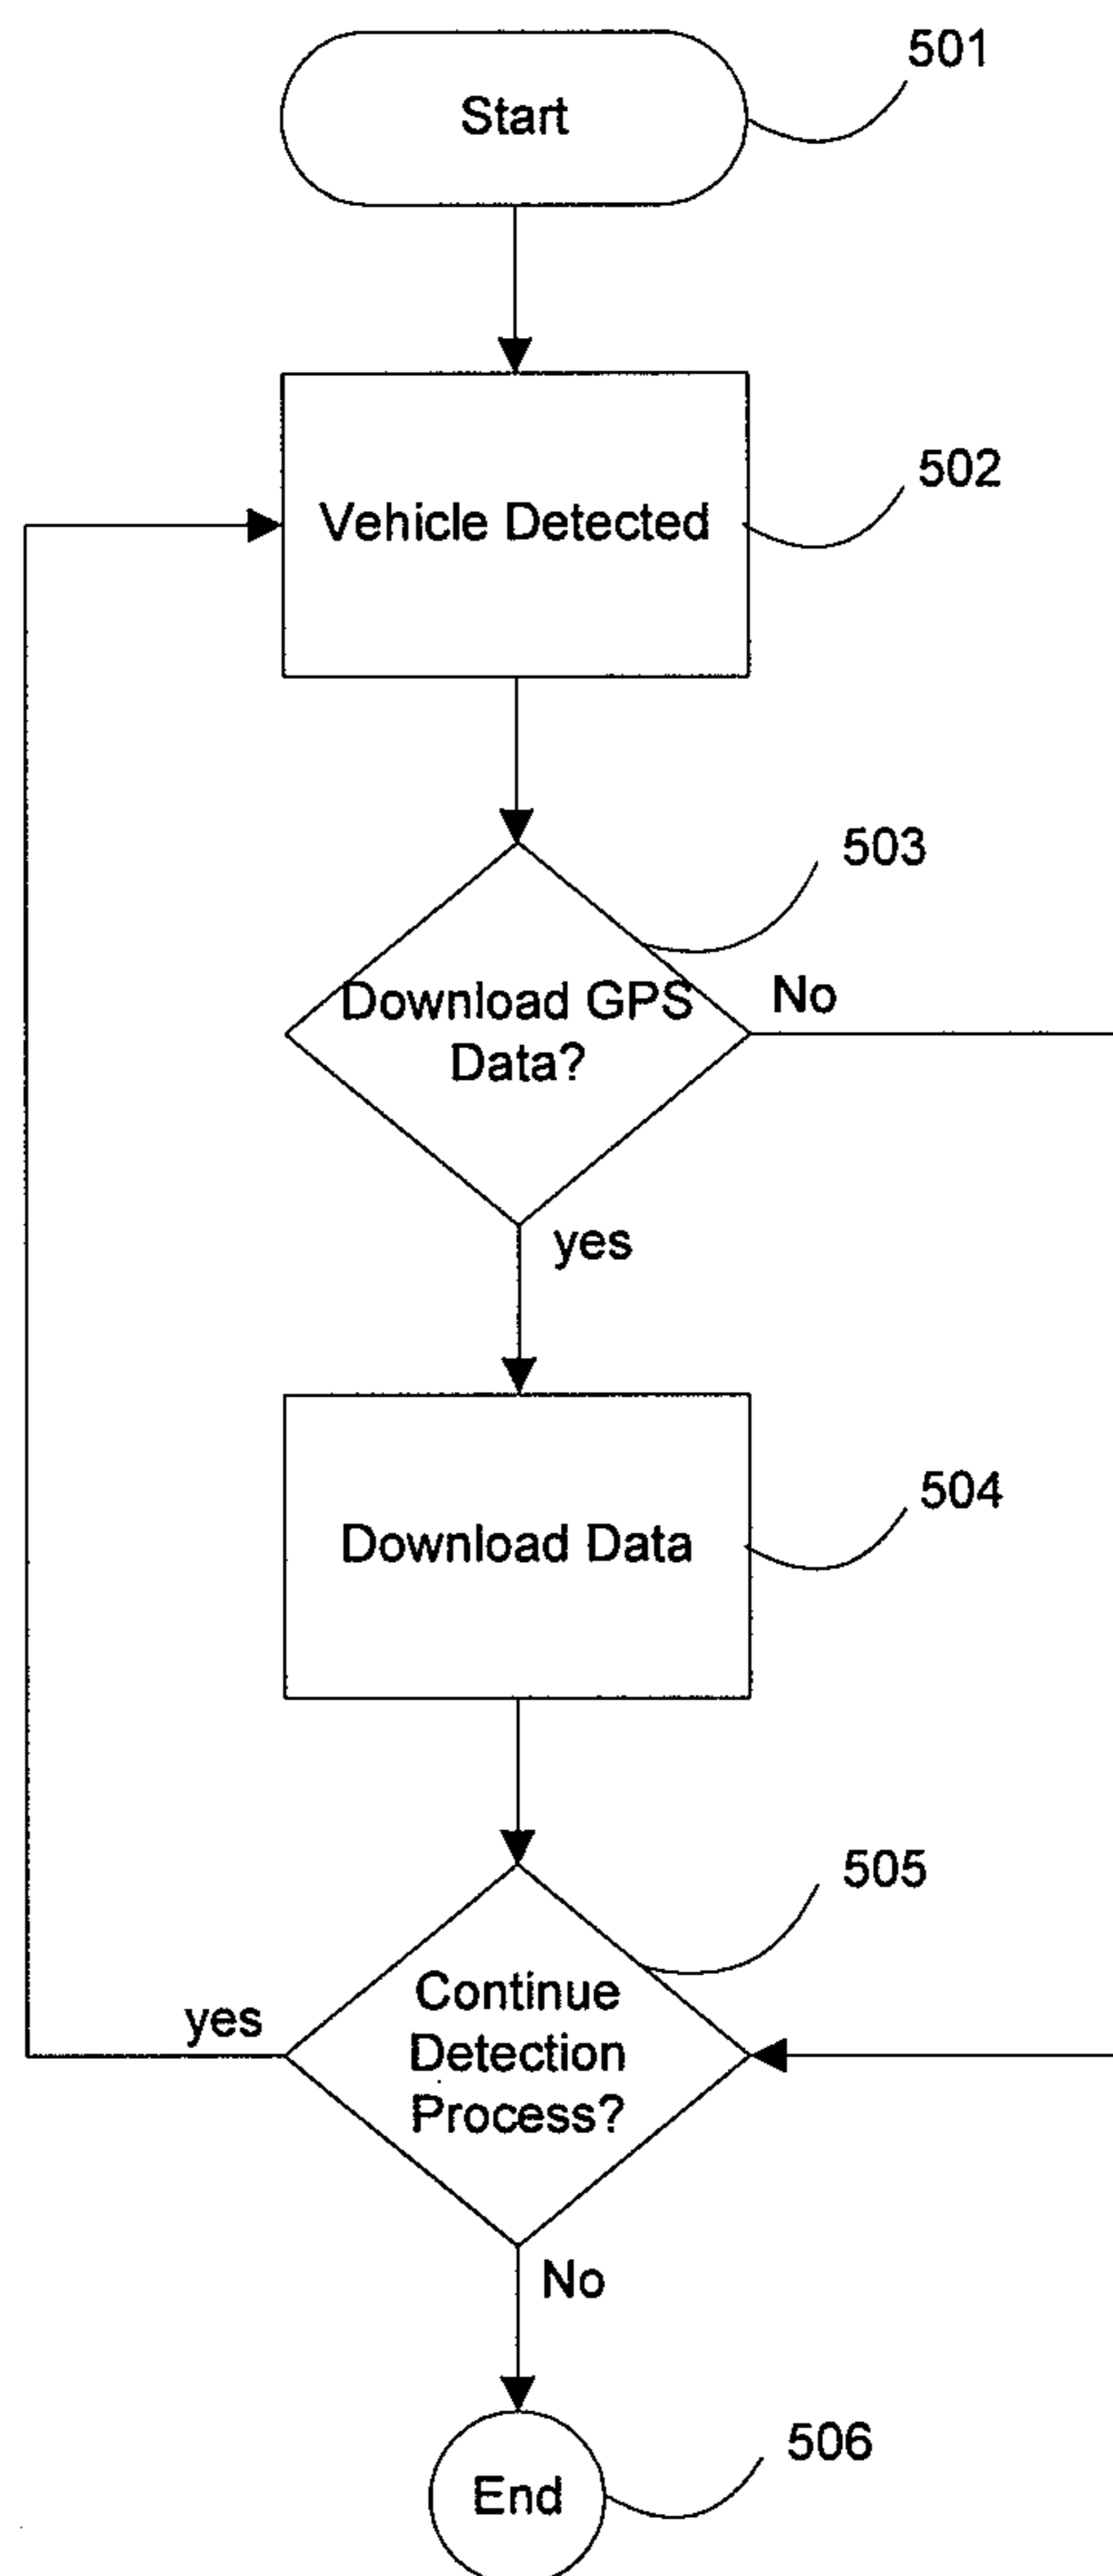 501
Start
502
Vehicle Detected
503
Download GPS
Data?
No
yes
504
Download Data
505
Continue
Detection
Process?
yes
No
506
End